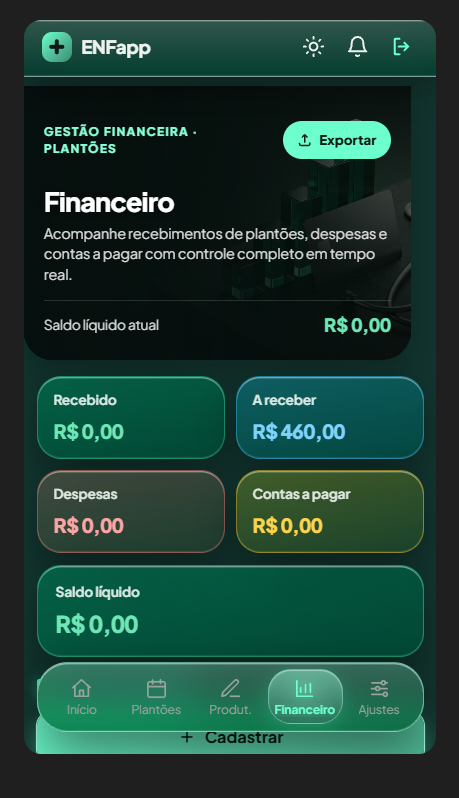 ENFapp
GESTÃO FINANCEIRA ·
PLANTÕES
Exportar
Financeiro
Acompanhe recebimentos de plantões, despesas e
contas a pagar com controle completo em tempo
real.
Saldo líquido atual
R$ 0,00
Recebido
R$ 0,00
A receber
R$ 460,00
Despesas
R$ 0,00
Contas a pagar
R$ 0,00
Saldo líquido
R$ 0,00
Início
Plantões
Produt.
Financeiro
Ajustes
+ Cadastrar